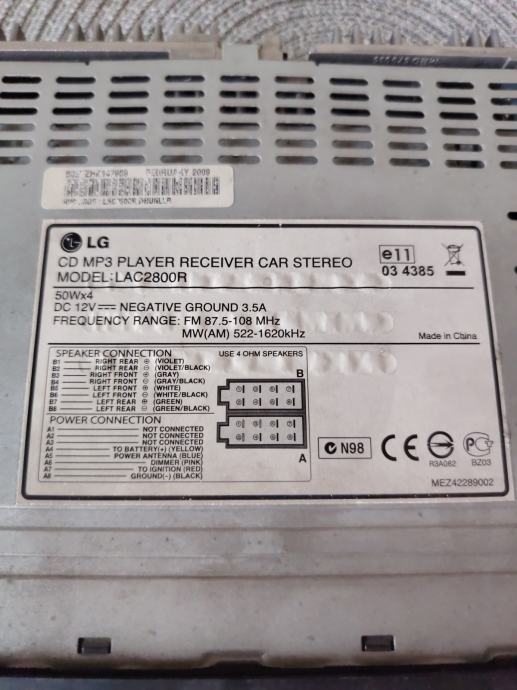 FEBRUARY 2009
LG
CD MP3 PLAYER RECEIVER CAR STEREO
MODEL:LAC2800R
e11
03 4385
50Wx4
DC 12V NEGATIVE GROUND 3.5A
FREQUENCY RANGE: FM 87.5-108 MHz
MW(AM) 522-1620kHz
Made in China
SPEAKER CONNECTION
USE 4 OHM SPEAKERS
B1 RIGHT REAR ⊕ (VIOLET)
B2 RIGHT REAR ⊖ (VIOLET/BLACK)
B3 RIGHT FRONT ⊕ (GRAY)
B4 RIGHT FRONT ⊖ (GRAY/BLACK)
B5 LEFT FRONT ⊕ (WHITE)
B6 LEFT FRONT ⊖ (WHITE/BLACK)
B7 LEFT REAR ⊕ (GREEN)
B8 LEFT REAR ⊖ (GREEN/BLACK)
B
POWER CONNECTION
A1 NOT CONNECTED
A2 NOT CONNECTED
A3 NOT CONNECTED
A4 TO BATTERY(+) (YELLOW)
A5 POWER ANTENNA (BLUE)
A6 DIMMER (PINK)
A7 TO IGNITION (RED)
A8 GROUND(-) (BLACK)
A
C N98
CE
R3A062
BZ03
MEZ42289002